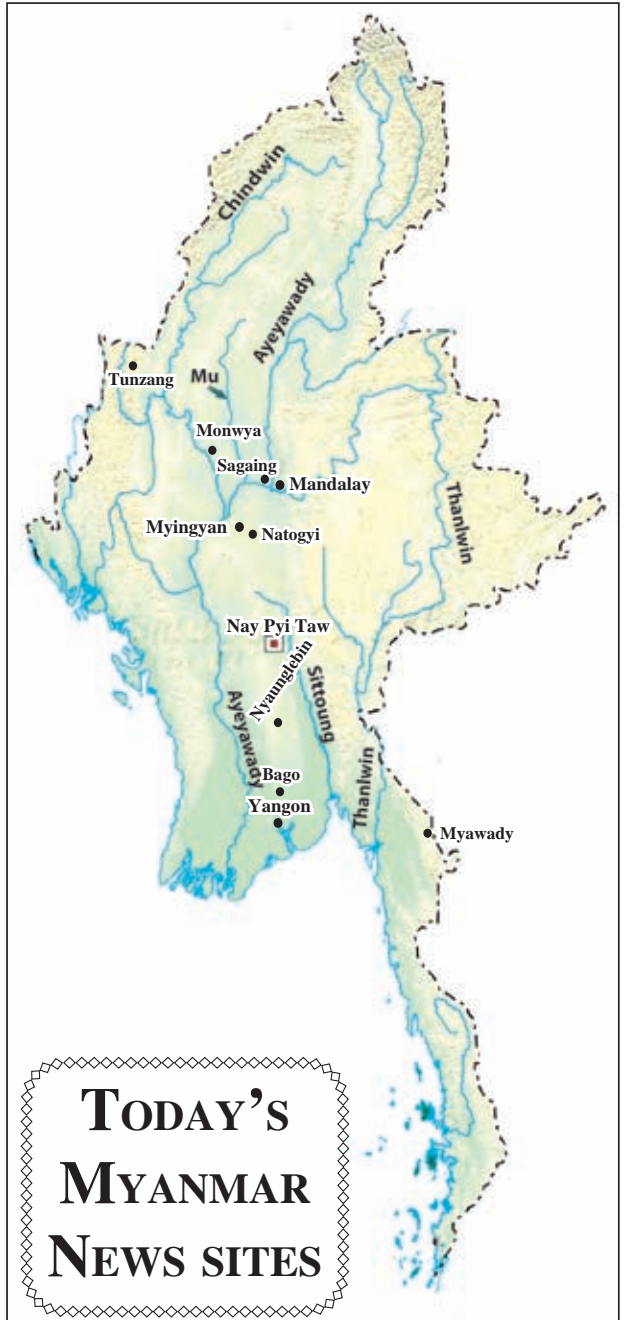 Chindwin
Ayeyawady
Tunzang
Mu
Monwya
Sagaing
Mandalay
Thanlwin
Myingyan
Natogyi
Nay Pyi Taw
Nyaunglebin
Sittoung
Ayeyawady
Bago
Thanlwin
Yangon
Myawady
TODAY'S
MYANMAR
NEWS SITES